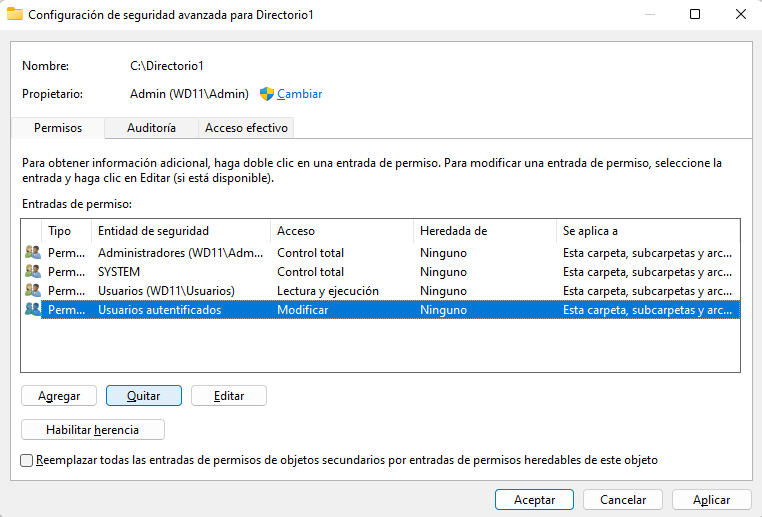 Configuración de seguridad avanzada para Directorio1
Nombre: C:\Directorio1
Propietario: Admin (WD11\Admin) Cambiar
Permisos Auditoría Acceso efectivo
Para obtener información adicional, haga doble clic en una entrada de permiso. Para modificar una entrada de permiso, seleccione la
entrada y haga clic en Editar (si está disponible).
Entradas de permiso:
Tipo Entidad de seguridad Acceso Heredada de Se aplica a
Perm... Administradores (WD11\Adm... Control total Ninguno Esta carpeta, subcarpetas y arc...
Perm... SYSTEM Control total Ninguno Esta carpeta, subcarpetas y arc...
Perm... Usuarios (WD11\Usuarios) Lectura y ejecución Ninguno Esta carpeta, subcarpetas y arc...
Perm... Usuarios autentificados Modificar Ninguno Esta carpeta, subcarpetas y arc...
Agregar Quitar Editar
Habilitar herencia
Reemplazar todas las entradas de permisos de objetos secundarios por entradas de permisos heredables de este objeto
Aceptar Cancelar Aplicar